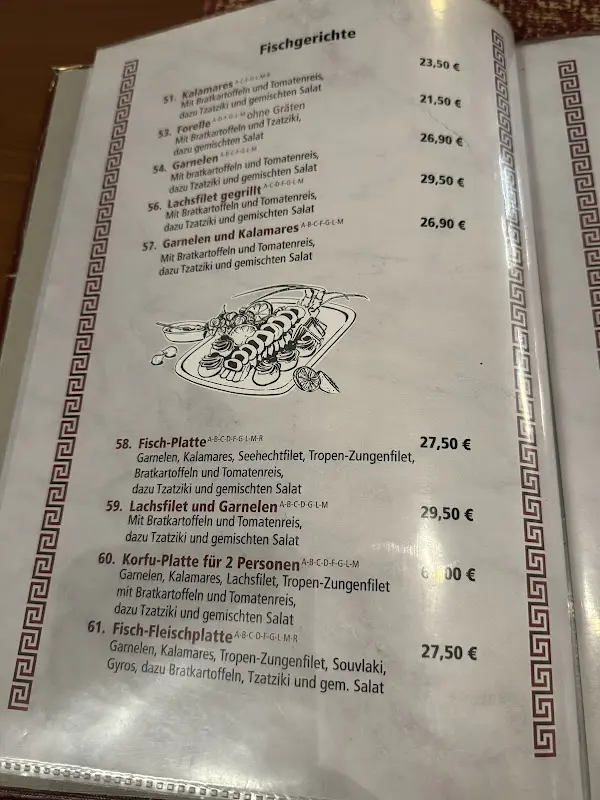 Fischgerichte
51. Kalamares A-C-F-G-L-M-R 23,50 €
Mit Bratkartoffeln und Tomatenreis,
dazu Tzatziki und gemischten Salat
53. Forelle A-D-F-G-L-M ohne Gräten 21,50 €
Mit Bratkartoffeln und Tzatziki,
dazu gemischten Salat
54. Garnelen A-B-C-F-G-L-M 26,90 €
Mit bratkartoffeln und Tomatenreis,
dazu Tzatziki und gemischten Salat
56. Lachsfilet gegrillt A-C-D-F-G-L-M 29,50 €
Mit Bratkartoffeln und Tomatenreis,
dazu Tzatziki und gemischten Salat
57. Garnelen und Kalamares A-B-C-F-G-L-M 26,90 €
Mit Bratkartoffeln und Tomatenreis,
dazu Tzatziki und gemischten Salat
58. Fisch-Platte A-B-C-D-F-G-L-M-R 27,50 €
Garnelen, Kalamares, Seehechtfilet, Tropen-Zungenfilet,
Bratkartoffeln und Tomatenreis,
dazu Tzatziki und gemischten Salat
59. Lachsfilet und Garnelen A-B-C-D-G-L-M 29,50 €
Mit Bratkartoffeln und Tomatenreis,
dazu Tzatziki und gemischten Salat
60. Korfu-Platte für 2 Personen A-B-C-D-F-G-L-M
Garnelen, Kalamares, Lachsfilet, Tropen-Zungenfilet
mit Bratkartoffeln und Tomatenreis,
dazu Tzatziki und gemischten Salat
61. Fisch-Fleischplatte A-B-C-D-F-G-L-M-R 27,50 €
Garnelen, Kalamares, Tropen-Zungenfilet, Souvlaki,
Gyros, dazu Bratkartoffeln, Tzatziki und gem. Salat